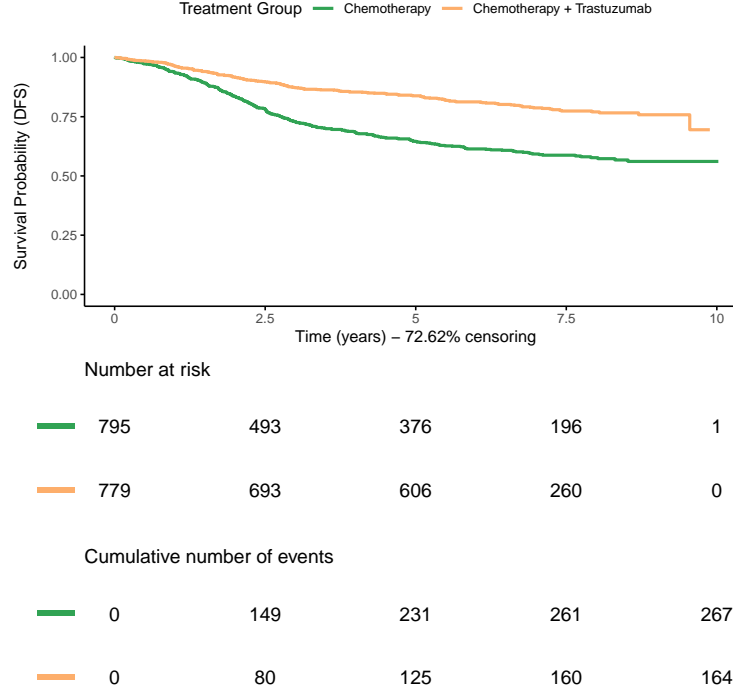 Treatment Group Chemotherapy Chemotherapy + Trastuzumab
Survival Probability (DFS)
1.00
0.75
0.50
0.25
0.00
0 2.5 5 7.5 10
Time (years) – 72.62% censoring
Number at risk
795 493 376 196 1
779 693 606 260 0
Cumulative number of events
0 149 231 261 267
0 80 125 160 164